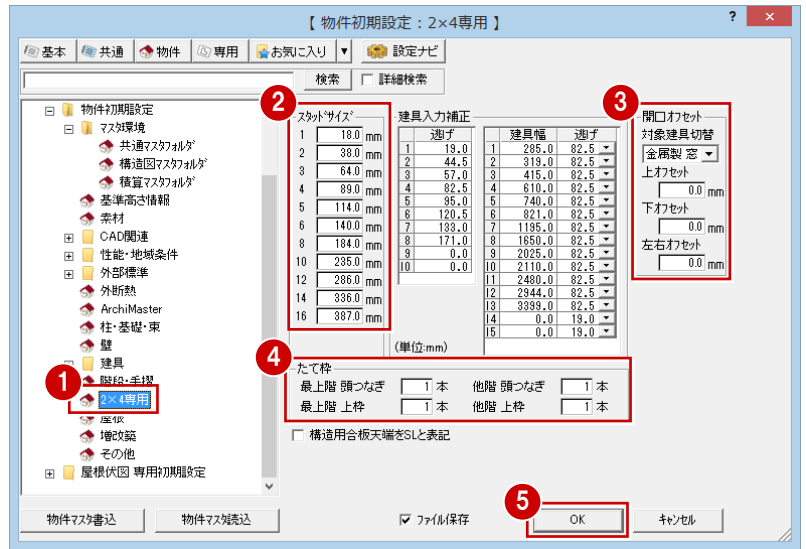 【 物件初期設定：2×4専用 】
? ×
基本 共通 物件 専用 お気に入り ▼ 設定ナビ
検索 詳細検索
物件初期設定
マスタ環境
共通マスタフォルダ
構造図マスタフォルダ
積算マスタフォルダ
基準高さ情報
素材
CAD関連
性能・地域条件
外部標準
外断熱
ArchiMaster
柱・基礎・束
壁
建具
階段・手摺
1
2×4専用
屋根
増改築
その他
屋根伏図 専用初期設定
2
スタッドサイズ
1 18.0 mm
2 38.0 mm
3 64.0 mm
4 89.0 mm
5 114.0 mm
6 140.0 mm
8 184.0 mm
10 235.0 mm
12 286.0 mm
14 336.0 mm
16 387.0 mm
建具入力補正
逃げ
1 19.0
2 44.5
3 57.0
4 82.5
5 95.0
6 120.5
7 133.0
8 171.0
9 0.0
10 0.0
(単位:mm)
建具幅 逃げ
1 285.0 82.5
2 319.0 82.5
3 415.0 82.5
4 610.0 82.5
5 740.0 82.5
6 821.0 82.5
7 1195.0 82.5
8 1650.0 82.5
9 2025.0 82.5
10 2110.0 82.5
11 2480.0 82.5
12 2944.0 82.5
13 3399.0 82.5
14 0.0 19.0
15 0.0 19.0
3
開口オフセット
対象建具切替
金属製 窓
上オフセット
0.0 mm
下オフセット
0.0 mm
左右オフセット
0.0 mm
4
たて枠
最上階 頭つなぎ 1 本 他階 頭つなぎ 1 本
最上階 上枠 1 本 他階 上枠 1 本
構造用合板天端をSLと表記
物件マスタ書込 物件マスタ読込 ファイル保存
5
OK キャンセル